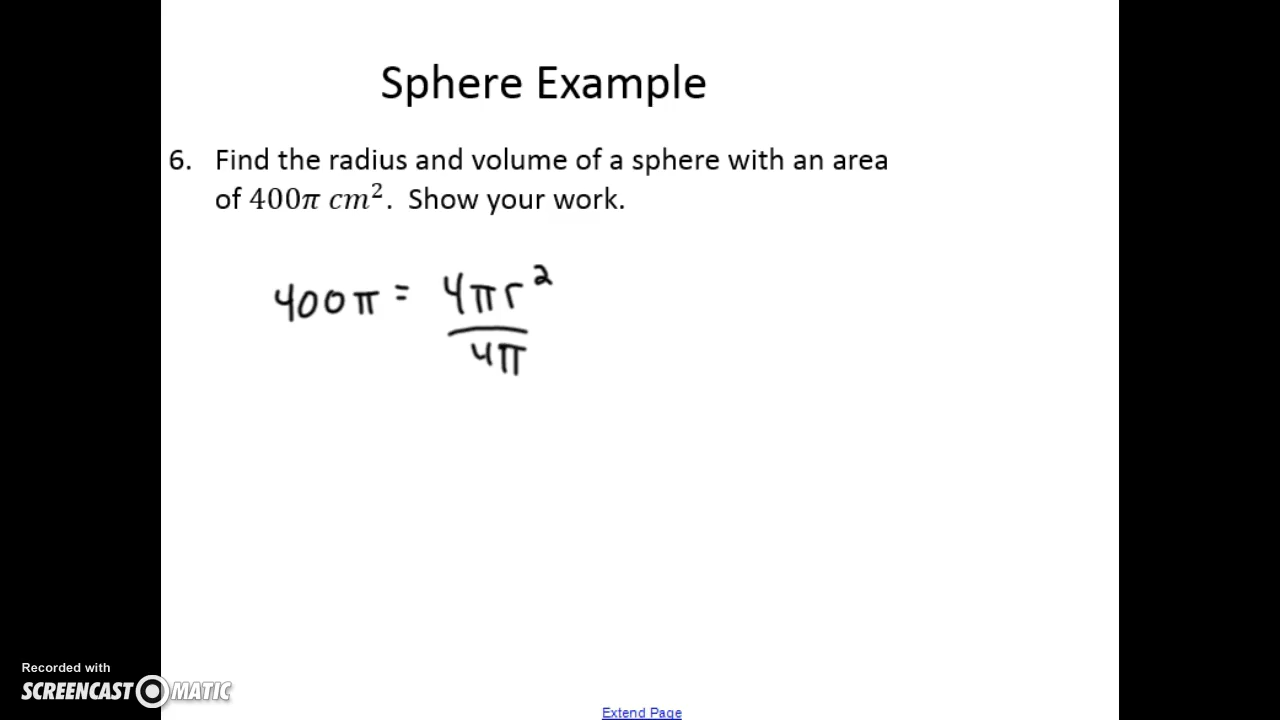 Sphere Example
6. Find the radius and volume of a sphere with an area
of 400π cm². Show your work.
400π = 4πr²
4π
Recorded with
SCREENCAST MATIC
Extend Page